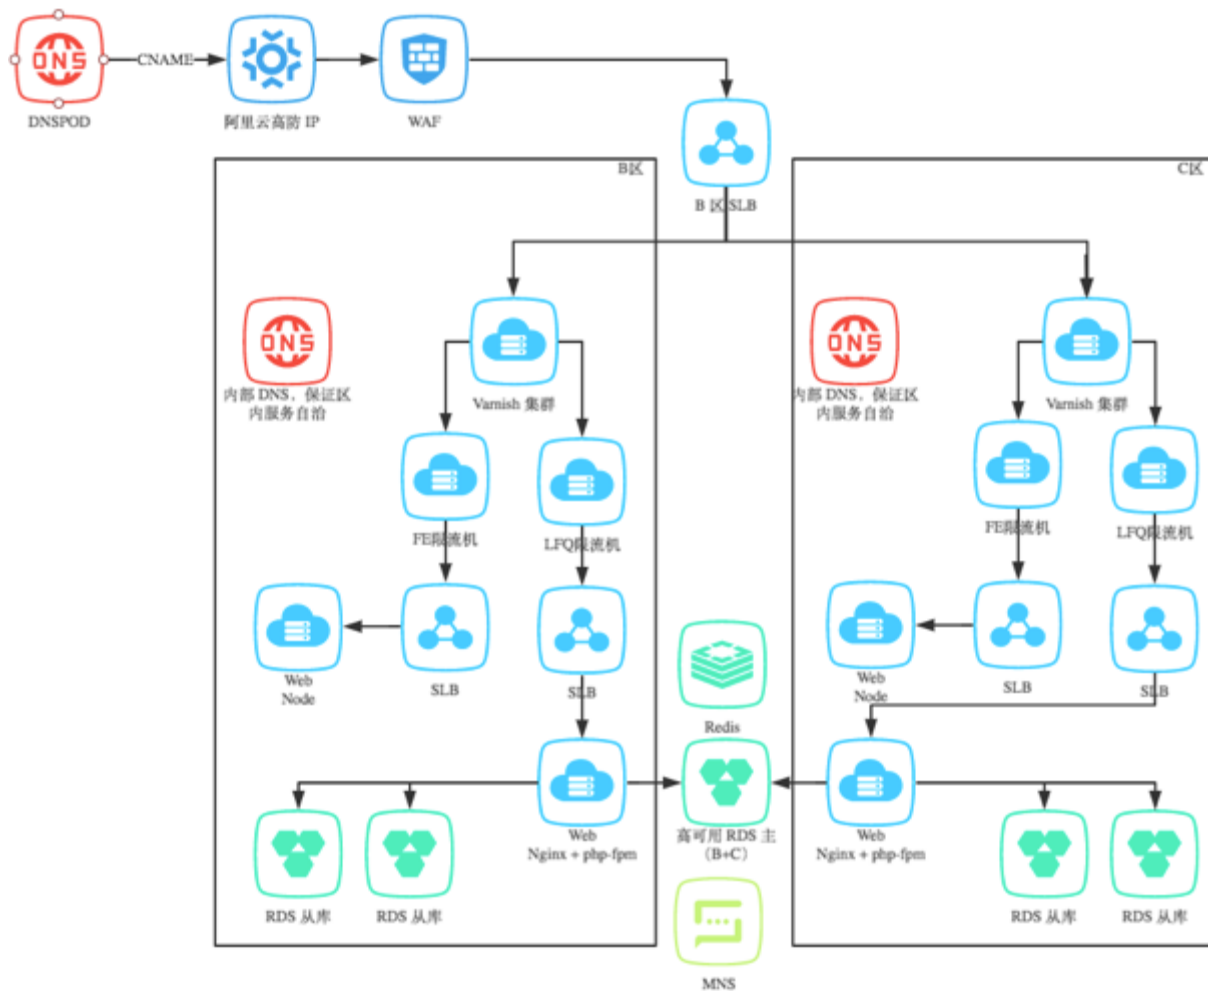 DNS
CNAME
DNSPOD
阿里云高防 IP
WAF
B 区 SLB
B区
C区
DNS
内部 DNS，保证区
内服务自治
Varnish 集群
FE限流机
LFQ限流机
Web
Node
SLB
SLB
Web
Nginx + php-fpm
RDS 从库
RDS 从库
Redis
高可用 RDS 主
（B+C）
MNS
DNS
内部 DNS，保证区
内服务自治
Varnish 集群
FE限流机
LFQ限流机
Web
Node
SLB
SLB
Web
Nginx + php-fpm
RDS 从库
RDS 从库